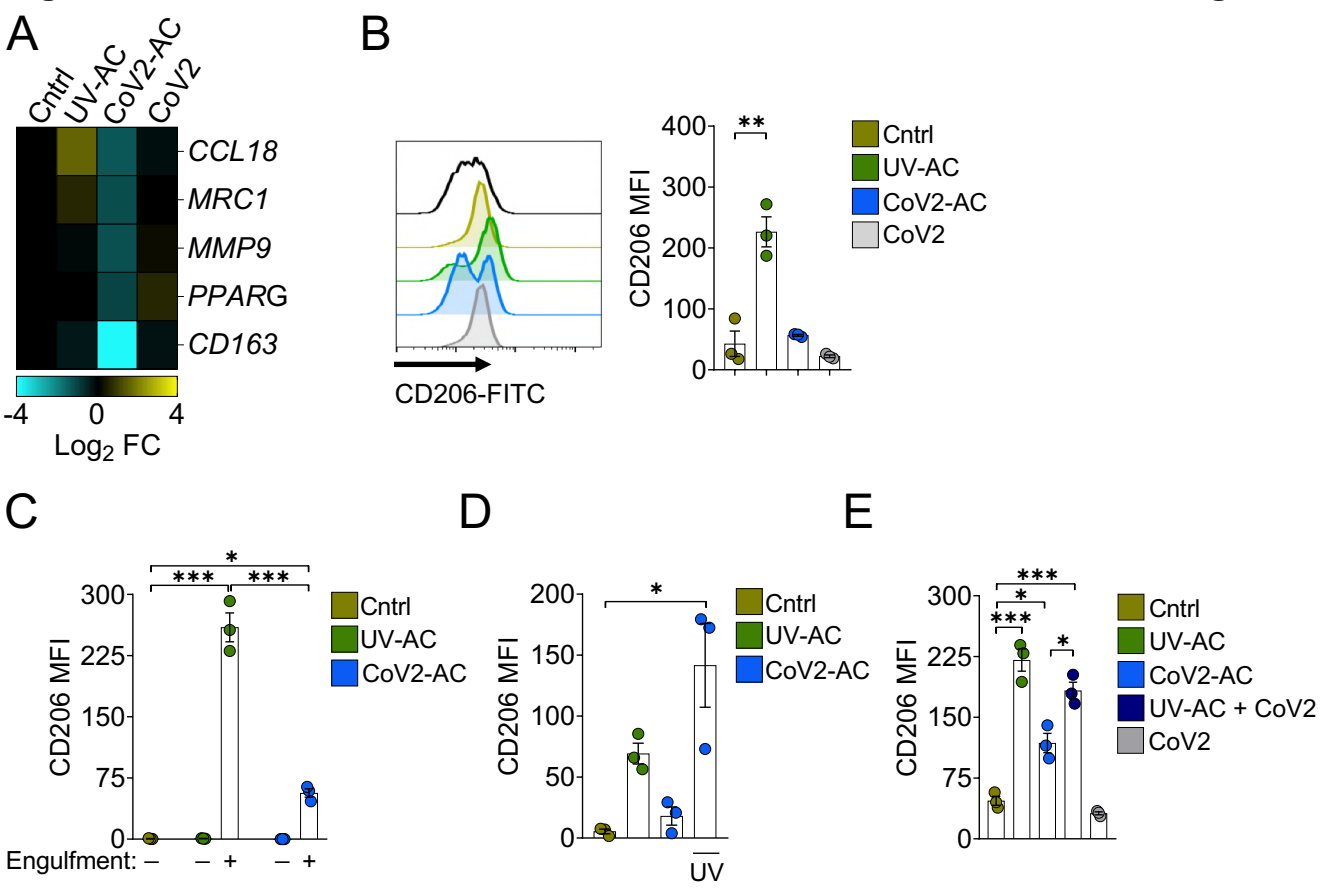 A
B
Cntrl
UV-AC
CoV2-AC
CoV2
CCL18
MRC1
MMP9
PPARG
CD163
-4 0 4
Log2 FC
CD206-FITC
CD206 MFI
400
300
200
100
0
**
Cntrl
UV-AC
CoV2-AC
CoV2
C
D
E
CD206 MFI
300
225
150
75
0
*
*** ***
Engulfment: – – + – +
Cntrl
UV-AC
CoV2-AC
CD206 MFI
200
150
100
50
0
*
UV
Cntrl
UV-AC
CoV2-AC
CD206 MFI
300
225
150
75
0
***
*
***
*
Cntrl
UV-AC
CoV2-AC
UV-AC + CoV2
CoV2